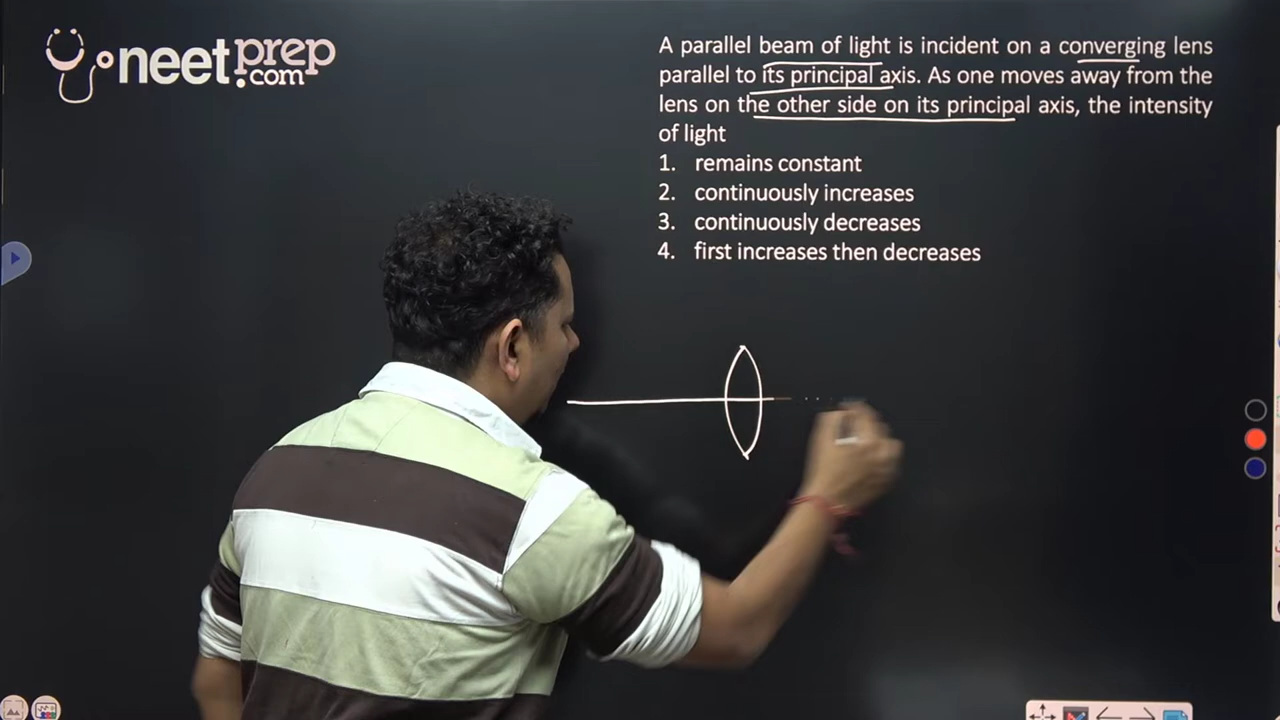 neetprep
.com
A parallel beam of light is incident on a converging lens
parallel to its principal axis. As one moves away from the
lens on the other side on its principal axis, the intensity
of light
1. remains constant
2. continuously increases
3. continuously decreases
4. first increases then decreases